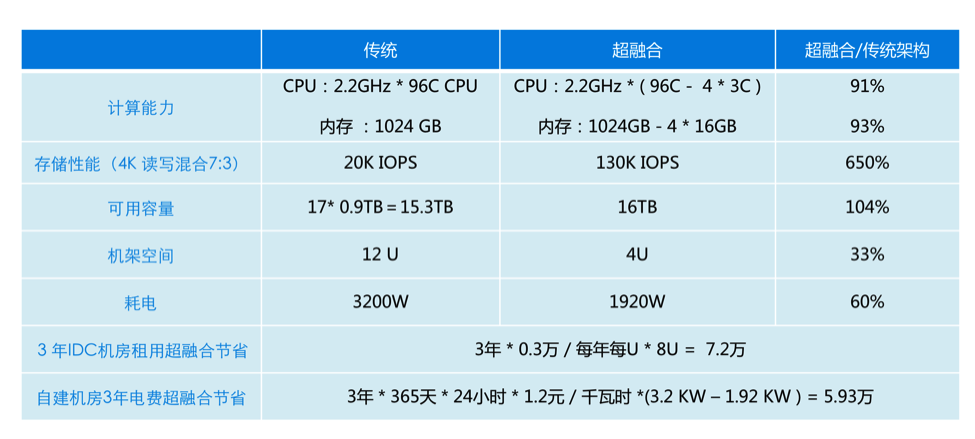 传统 超融合 超融合/传统架构
计算能力
CPU：2.2GHz * 96C CPU CPU：2.2GHz * ( 96C - 4 * 3C ) 91%
内存 ：1024 GB 内存：1024GB - 4 * 16GB 93%
存储性能（4K 读写混合7:3） 20K IOPS 130K IOPS 650%
可用容量 17* 0.9TB = 15.3TB 16TB 104%
机架空间 12 U 4U 33%
耗电 3200W 1920W 60%
3 年IDC机房租用超融合节省 3年 * 0.3万 / 每年每U * 8U = 7.2万
自建机房3年电费超融合节省 3年 * 365天 * 24小时 * 1.2元 / 千瓦时 *(3.2 KW – 1.92 KW ) = 5.93万